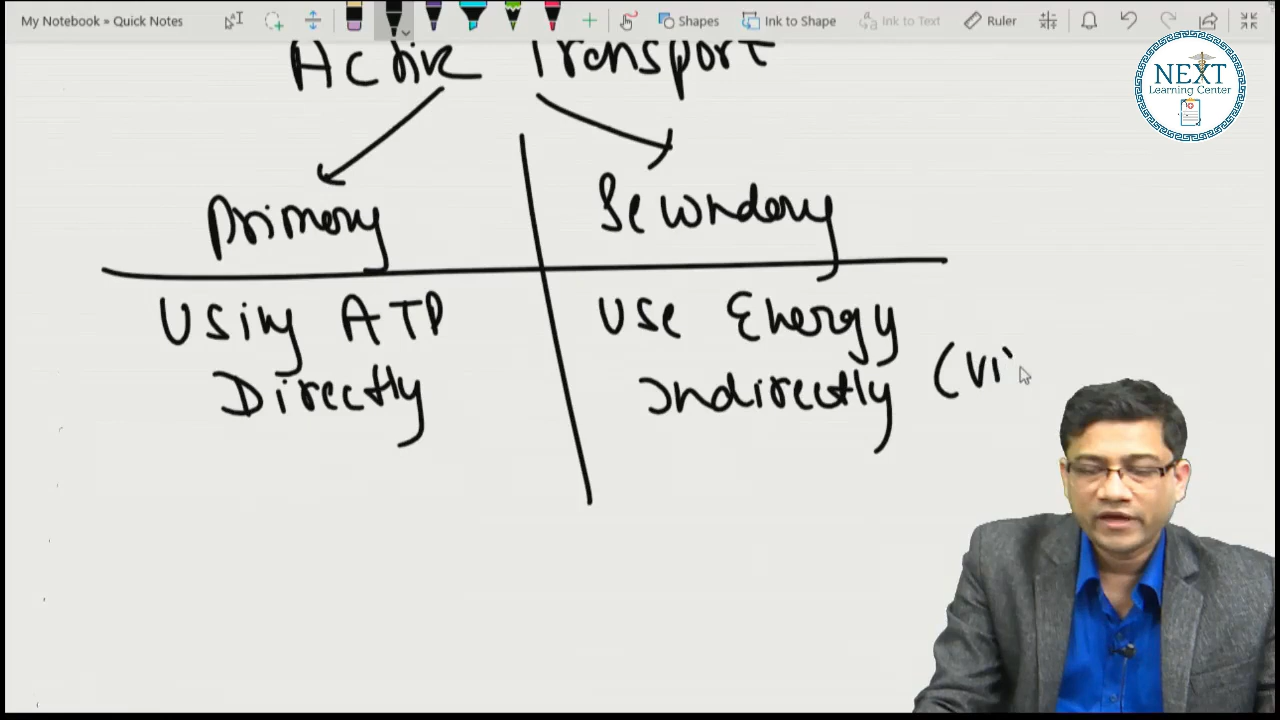 My Notebook » Quick Notes
Shapes
Ink to Shape
Ink to Text
Ruler
Active Transport
NEXT
Learning Center
Primary
Secondary
Using ATP
Directly
Use Energy
Indirectly (Vi